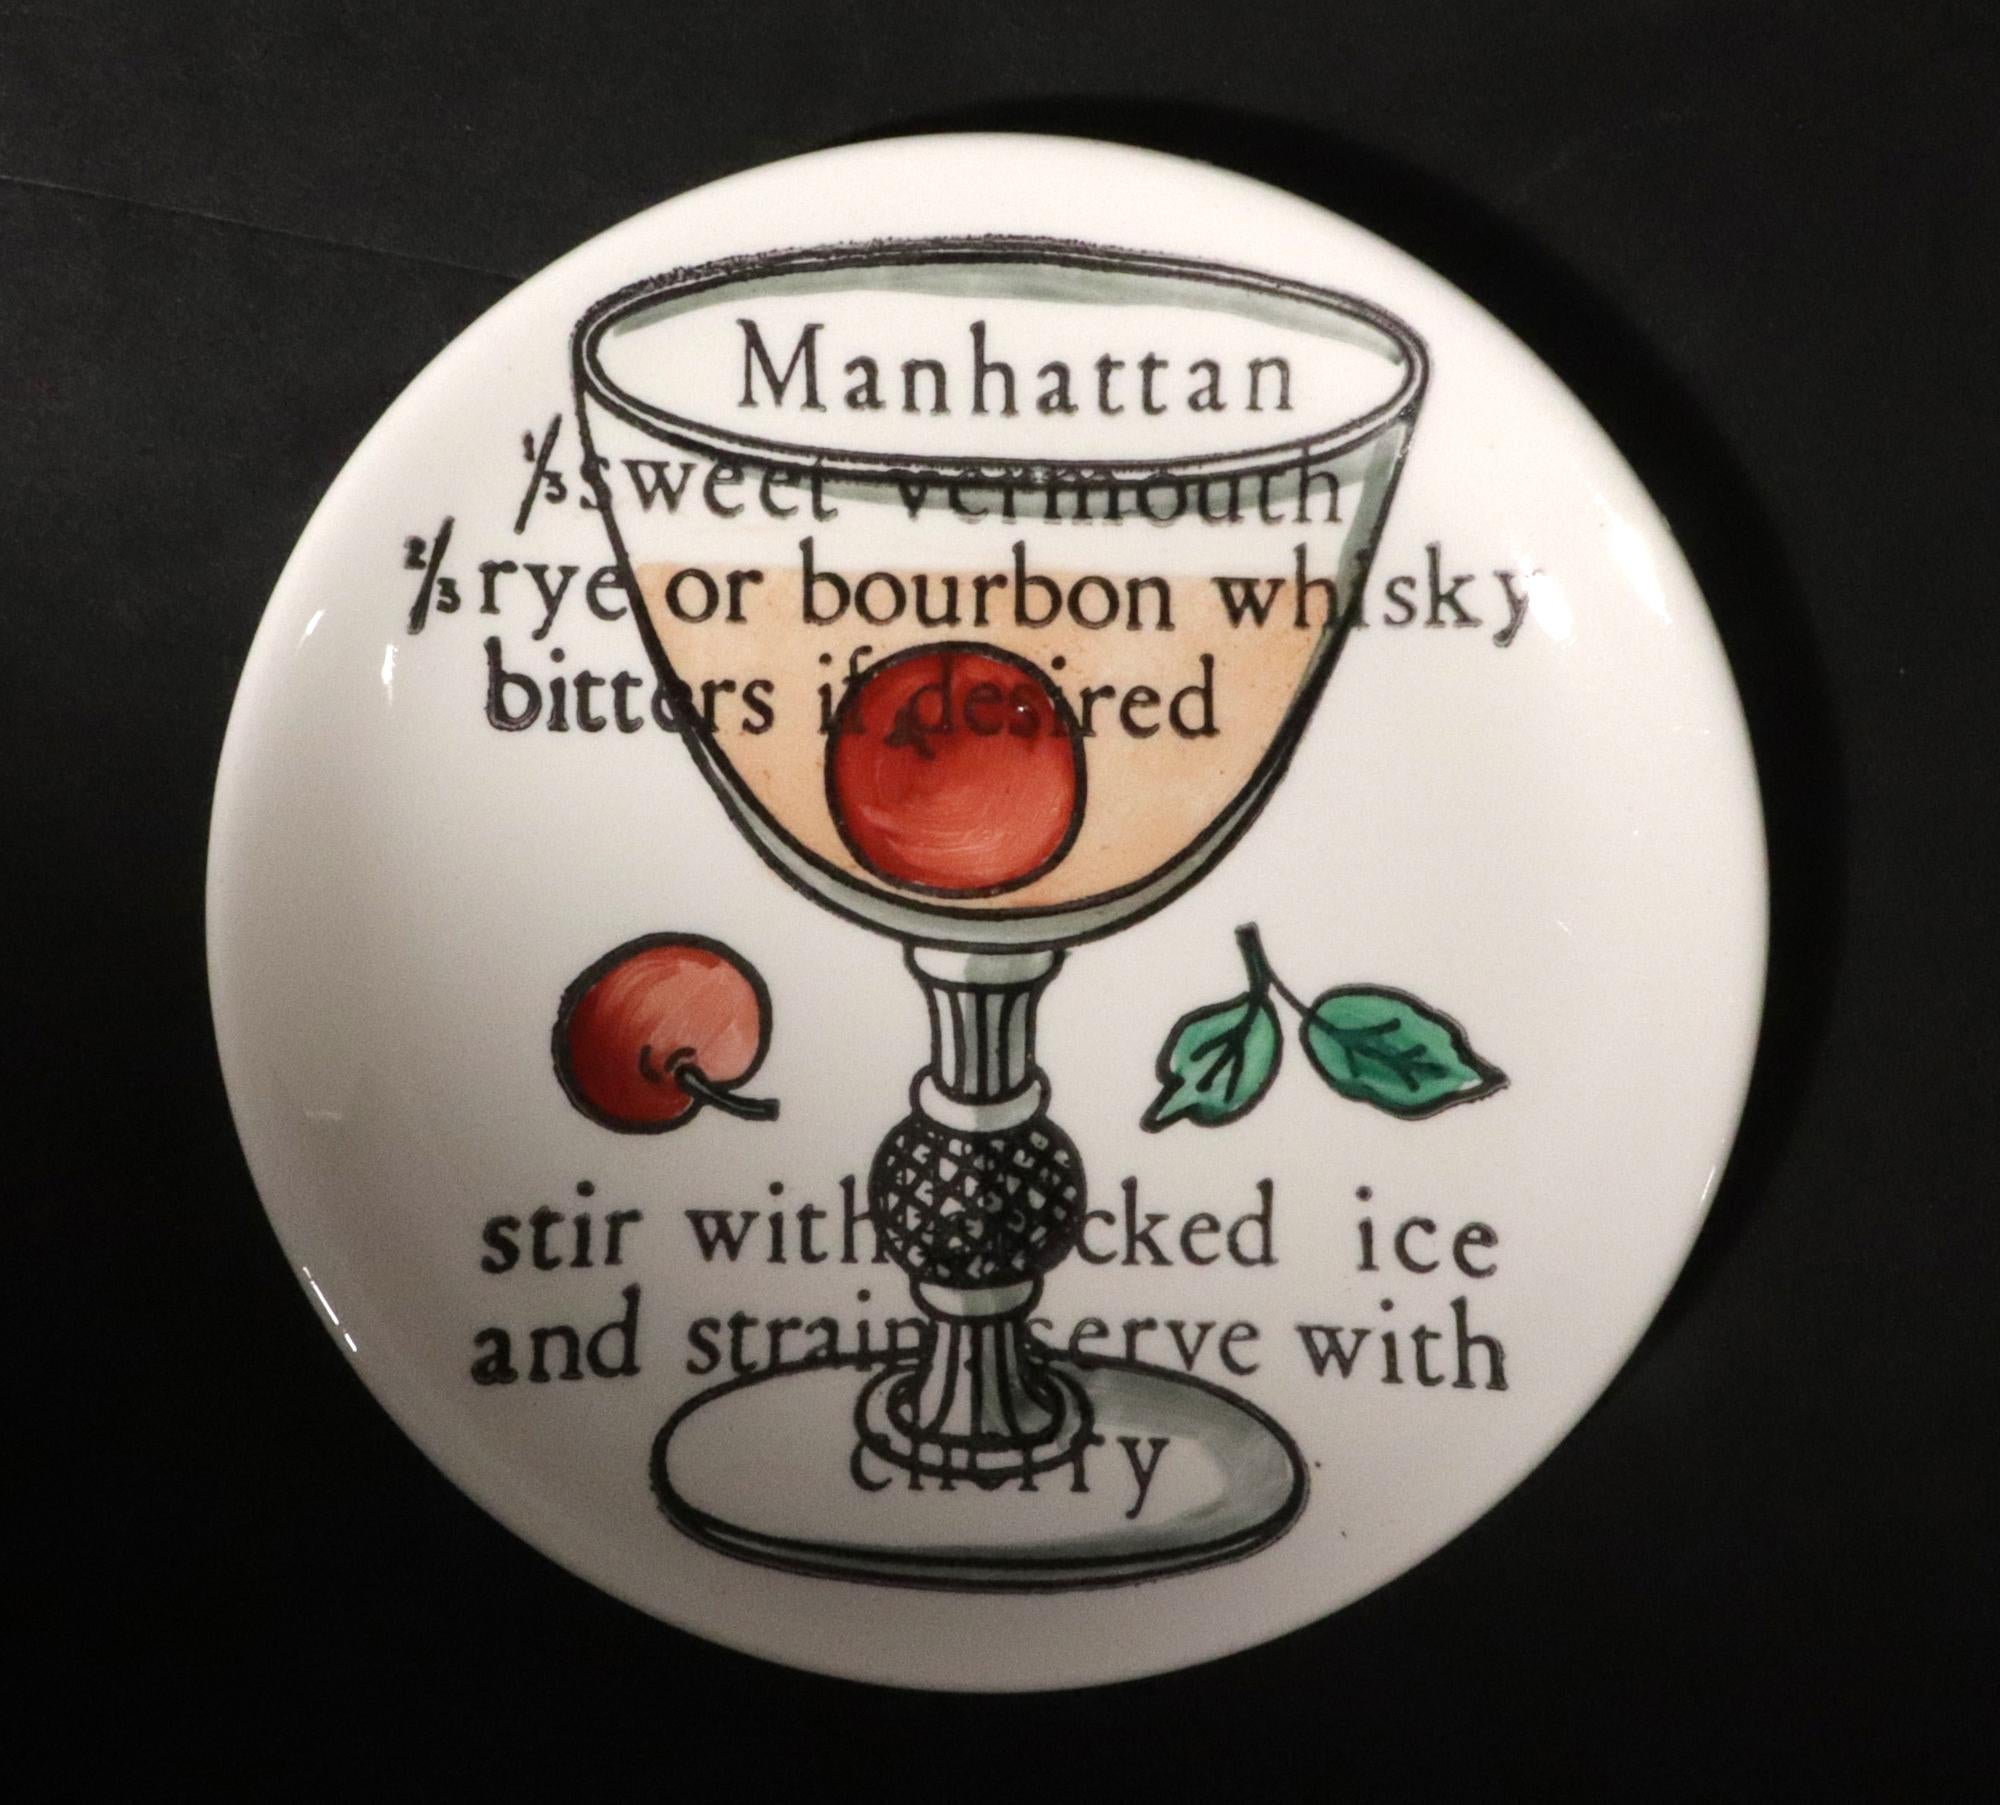 Manhattan
1/3 sweet vermouth
2/3 rye or bourbon whisky
bitters if desired
stir with cracked ice
and strain serve with
cherry